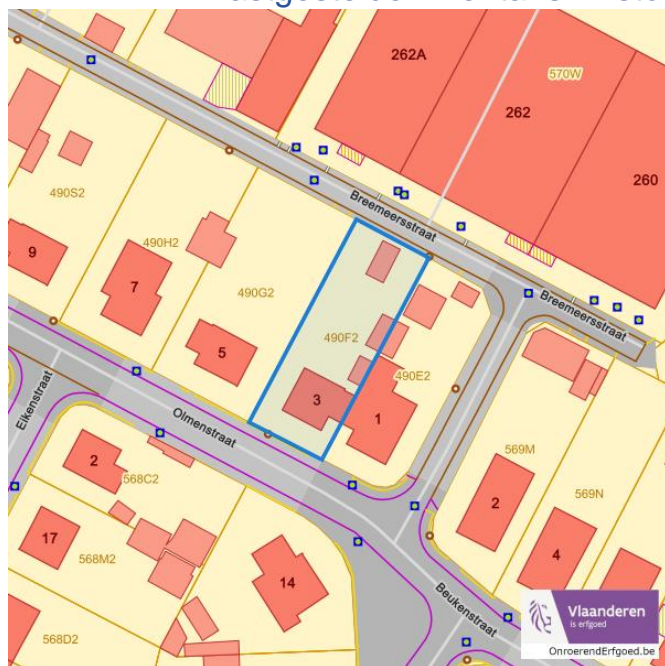 262A
570W
262
260
Breemeersstraat
490S2
9
490H2
7
490G2
5
490F2
3
490E2
1
Breemeersstraat
Eikenstraat
Olmenstraat
2
568C2
17
568M2
14
568D2
569M
2
569N
4
Beukenstraat
Vlaanderen
is erfgoed
OnroerendErfgoed.be